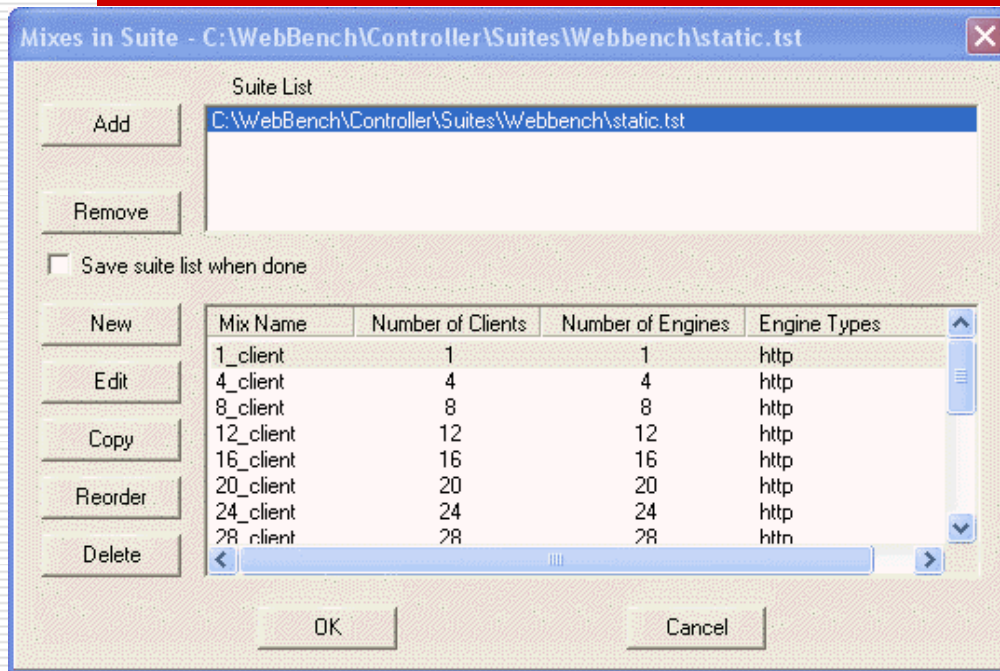 Mixes in Suite - C:\WebBench\Controller\Suites\Webbench\static.tst
Suite List
Add
C:\WebBench\Controller\Suites\Webbench\static.tst
Remove
Save suite list when done
New
Mix Name Number of Clients Number of Engines Engine Types
1_client 1 1 http
Edit
4_client 4 4 http
8_client 8 8 http
Copy
12_client 12 12 http
16_client 16 16 http
Reorder
20_client 20 20 http
24_client 24 24 http
28_client 28 28 http
Delete
OK Cancel